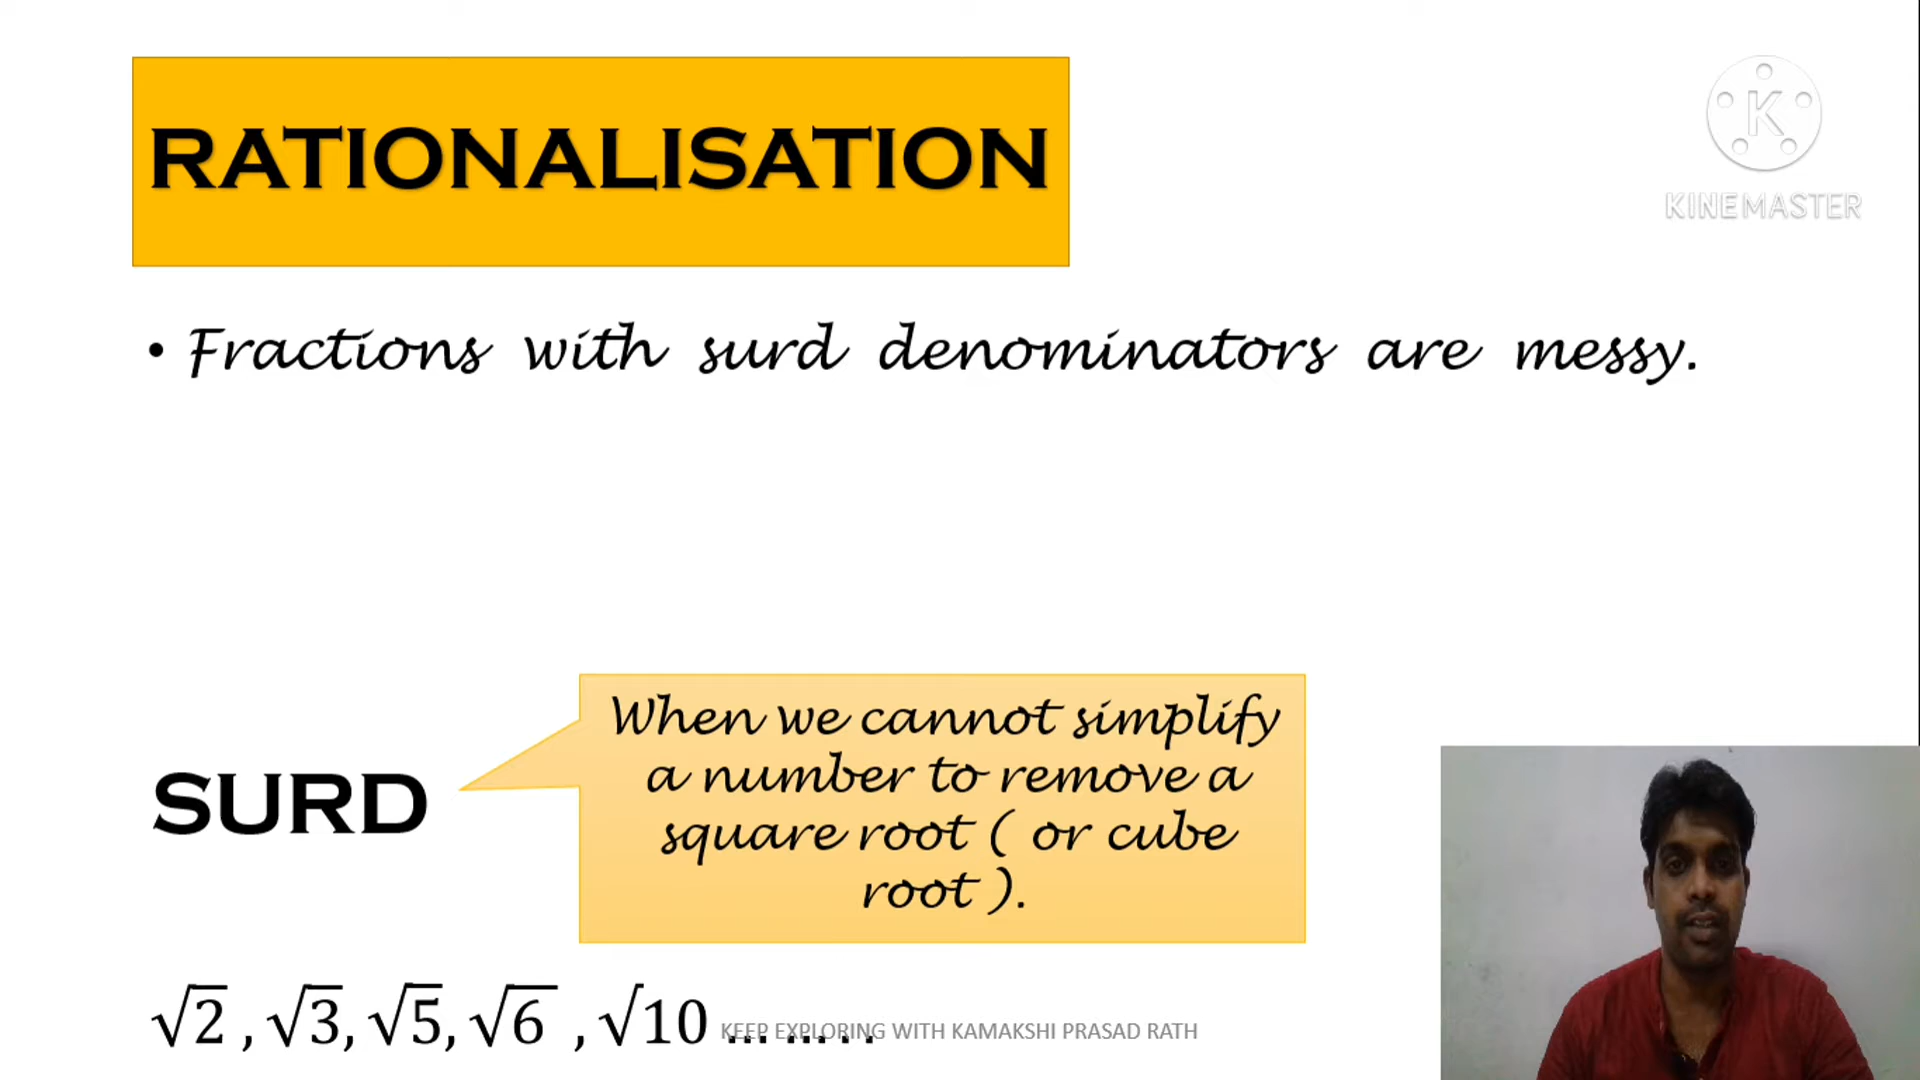 RATIONALISATION
K
KINEMASTER
• Fractions with surd denominators are messy.
When we cannot simplify
a number to remove a
square root ( or cube
root ).
SURD
√2 , √3, √5, √6 , √10 ... ... . .
KEEP EXPLORING WITH KAMAKSHI PRASAD RATH